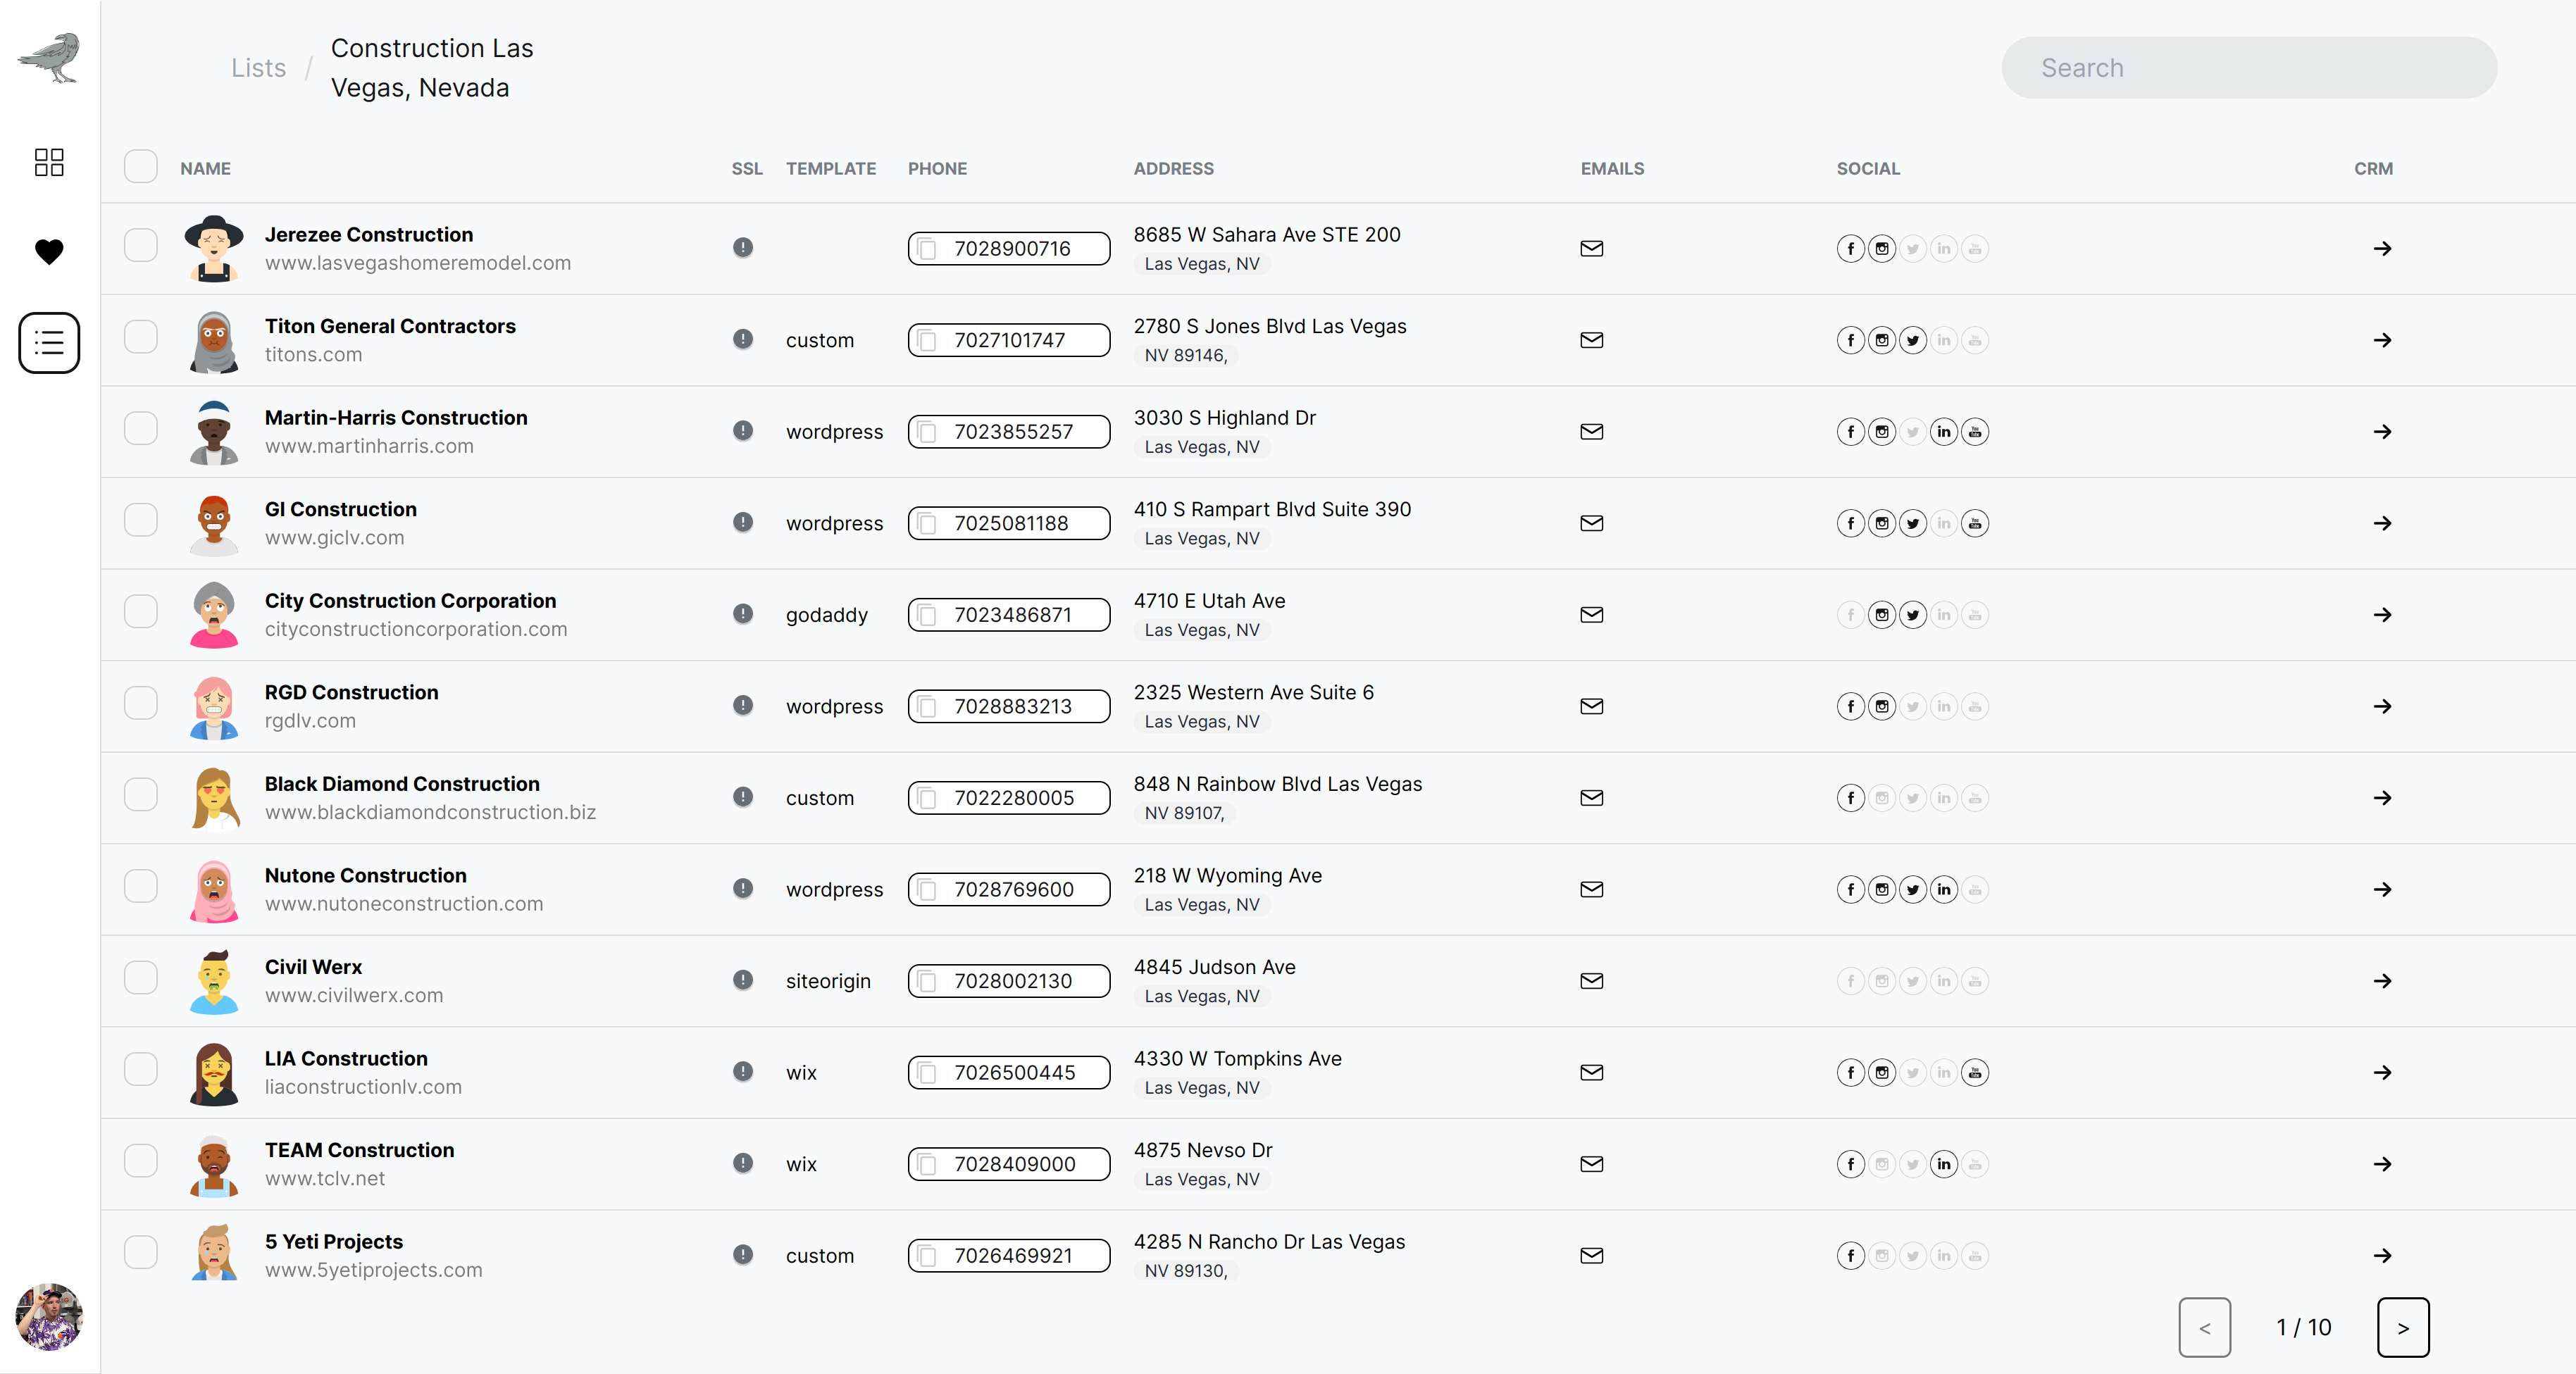 Lists / Construction Las
Vegas, Nevada
Search
NAME SSL TEMPLATE PHONE ADDRESS EMAILS SOCIAL CRM
Jerezee Construction
www.lasvegashomeremodel.com
7028900716
8685 W Sahara Ave STE 200
Las Vegas, NV
Titon General Contractors
titons.com
custom
7027101747
2780 S Jones Blvd Las Vegas
NV 89146,
Martin-Harris Construction
www.martinharris.com
wordpress
7023855257
3030 S Highland Dr
Las Vegas, NV
GI Construction
www.giclv.com
wordpress
7025081188
410 S Rampart Blvd Suite 390
Las Vegas, NV
City Construction Corporation
cityconstructioncorporation.com
godaddy
7023486871
4710 E Utah Ave
Las Vegas, NV
RGD Construction
rgdlv.com
wordpress
7028883213
2325 Western Ave Suite 6
Las Vegas, NV
Black Diamond Construction
www.blackdiamondconstruction.biz
custom
7022280005
848 N Rainbow Blvd Las Vegas
NV 89107,
Nutone Construction
www.nutoneconstruction.com
wordpress
7028769600
218 W Wyoming Ave
Las Vegas, NV
Civil Werx
www.civilwerx.com
siteorigin
7028002130
4845 Judson Ave
Las Vegas, NV
LIA Construction
liaconstructionlv.com
wix
7026500445
4330 W Tompkins Ave
Las Vegas, NV
TEAM Construction
www.tclv.net
wix
7028409000
4875 Nevso Dr
Las Vegas, NV
5 Yeti Projects
www.5yetiprojects.com
custom
7026469921
4285 N Rancho Dr Las Vegas
NV 89130,
< 1 / 10 >